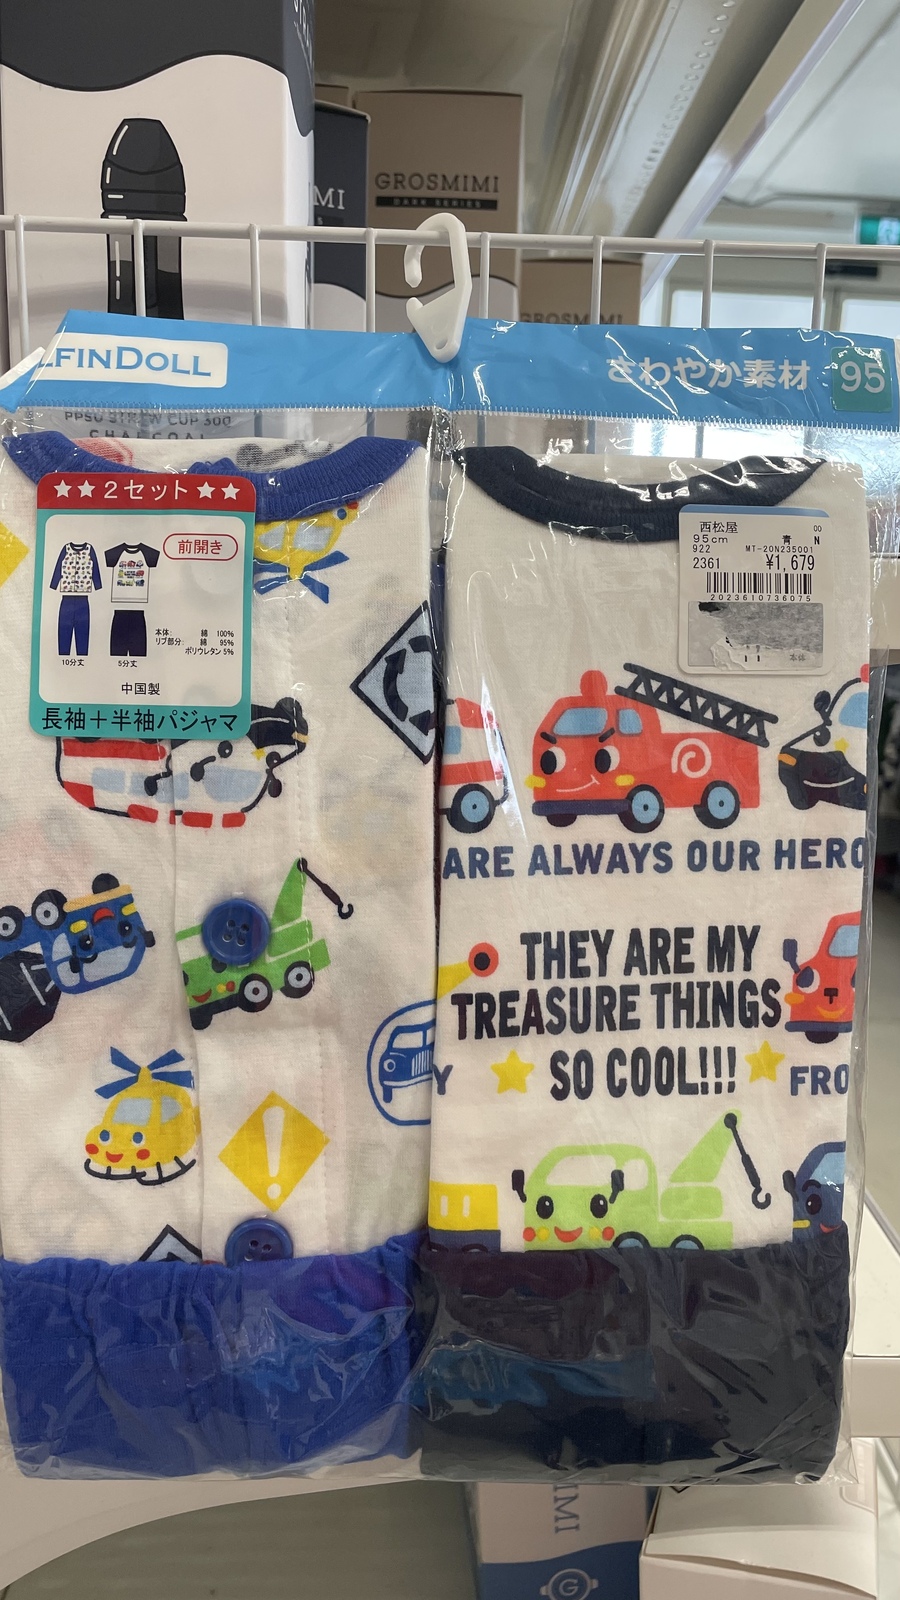 MIMI
GROSMIMI
DARK SERIES
GROSMIMI
LFINDOLL
さわやか素材
95
PPSU STRAW CUP 300
CHARCOAL
★★2セット★★
前開き
本体: 綿 100%
リブ部分: 綿 95%
ポリウレタン 5%
10分丈
5分丈
中国製
長袖+半袖パジャマ
西松屋 00
95cm 青 N
922 MT-20N235001
2361 ¥1,679
2023610736075
本体
ARE ALWAYS OUR HERO
THEY ARE MY
TREASURE THINGS
SO COOL!!!
Y
FRO
MIMI
G